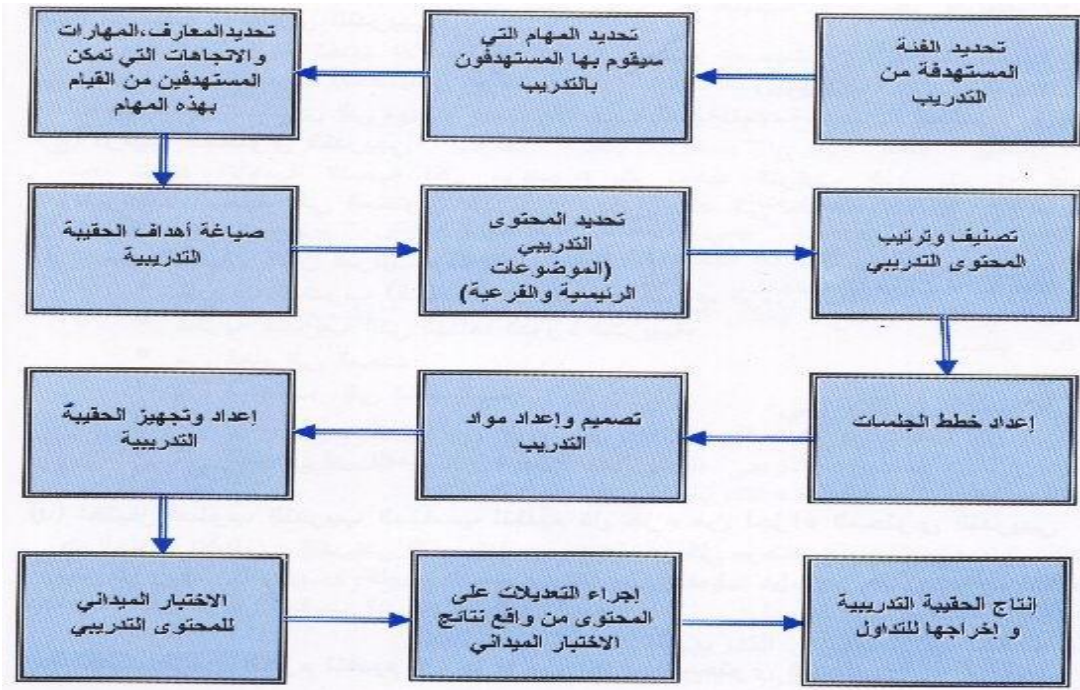 تحديد الفئة
المستهدفة من
التدريب
تحديد المهام التي
سيقوم بها المستهدفون
بالتدريب
تحديدالمعارف،المهارات
والاتجاهات التي تمكن
المستهدفين من القيام
بهذه المهام
صياغة أهداف الحقيبة
التدريبية
تحديد المحتوى
التدريبي
(الموضوعات
الرئيسية والفرعية)
تصنيف وترتيب
المحتوى التدريبي
إعداد خطط الجلسات
تصميم وإعداد مواد
التدريب
إعداد وتجهيز الحقيبة
التدريبية
الاختبار الميداني
للمحتوى التدريبي
إجراء التعديلات على
المحتوى من واقع نتائج
الاختبار الميداني
إنتاج الحقيبة التدريبية
و إخراجها للتداول